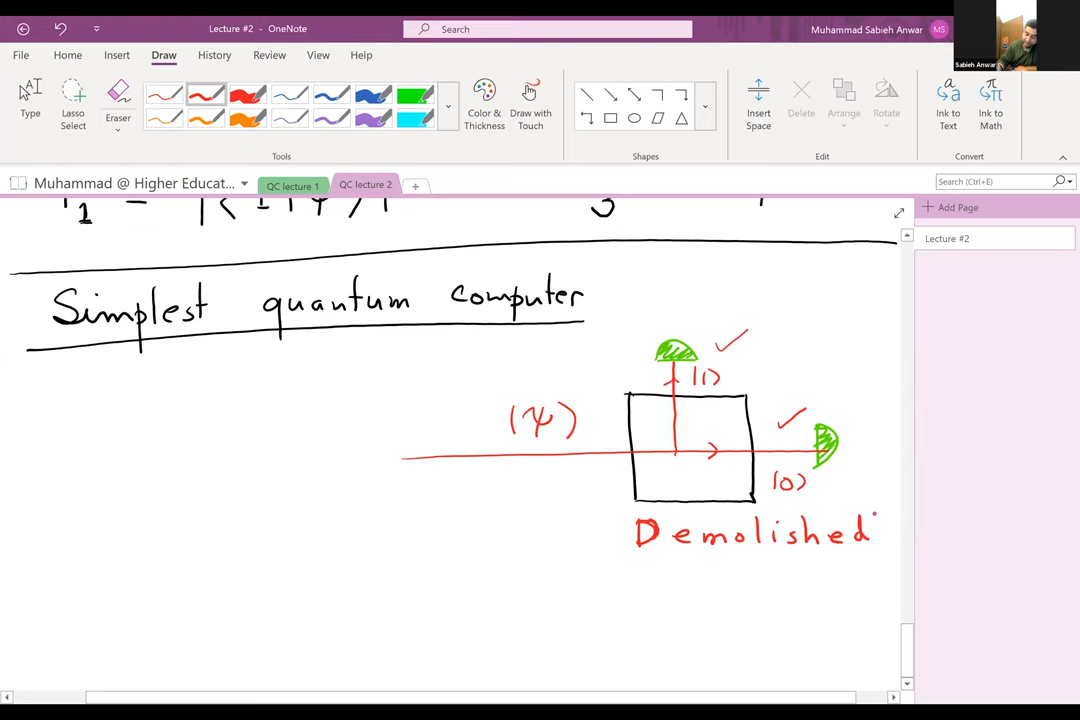 Lecture #2 - OneNote
Search
Muhammad Sabieh Anwar
MS
Sabieh Anwar
File Home Insert Draw History Review View Help
Type
Lasso Select
Eraser
Color & Thickness
Draw with Touch
Insert Space
Delete
Arrange
Rotate
Ink to Text
Ink to Math
Tools
Shapes
Edit
Convert
Muhammad @ Higher Educat...
QC lecture 1
QC lecture 2
Search (Ctrl+E)
Add Page
Lecture #2
Simplest quantum computer
|1⟩
(ψ)
|0⟩
Demolished